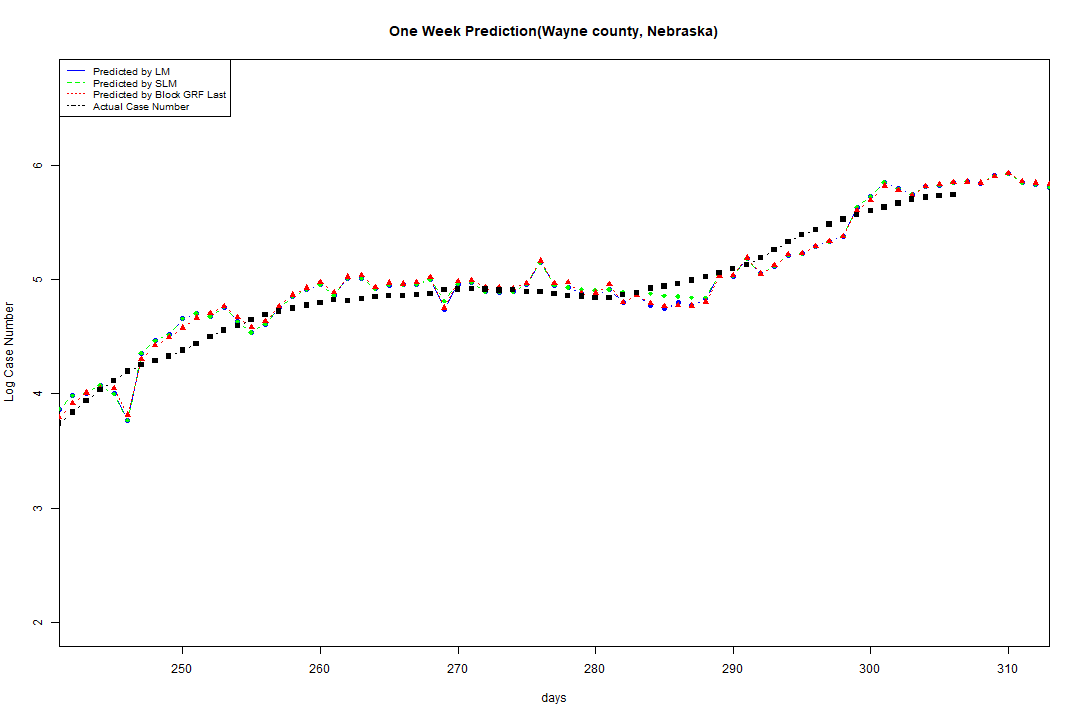 One Week Prediction(Wayne county, Nebraska)
Predicted by LM
Predicted by SLM
Predicted by Block GRF Last
Actual Case Number
6
5
4
3
2
Log Case Number
250 260 270 280 290 300 310
days